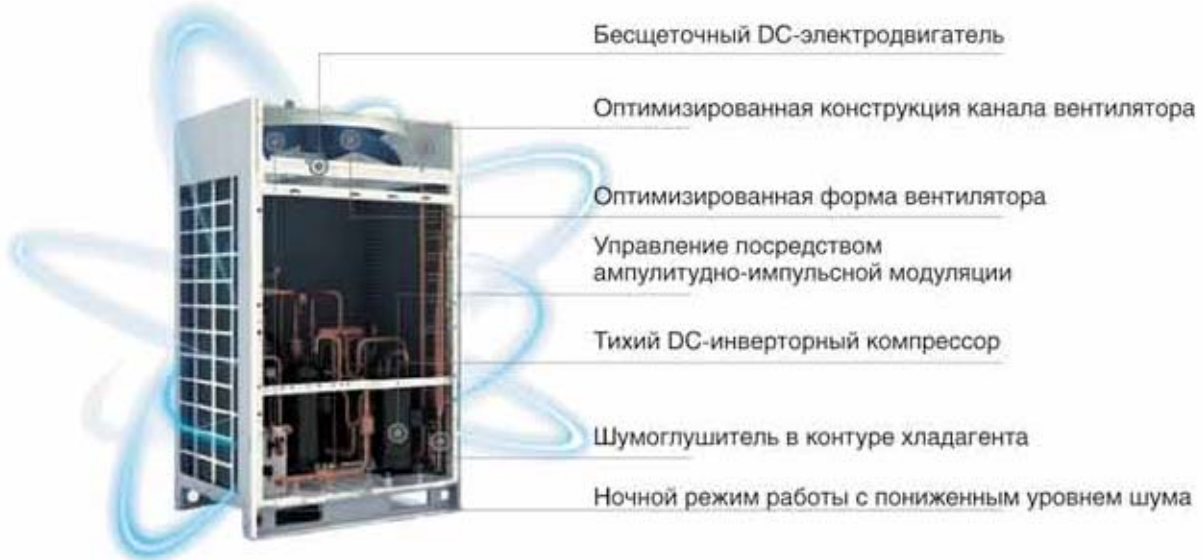 Бесщеточный DC-электродвигатель
Оптимизированная конструкция канала вентилятора
Оптимизированная форма вентилятора
Управление посредством
ампулитудно-импульсной модуляции
Тихий DC-инверторный компрессор
Шумоглушитель в контуре хладагента
Ночной режим работы с пониженным уровнем шума